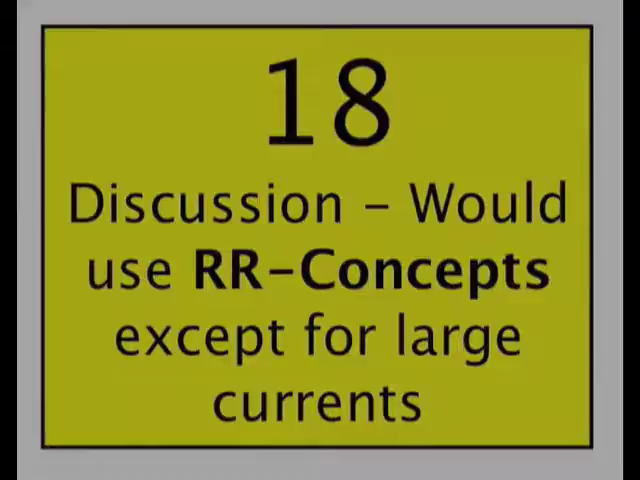 18
Discussion – Would
use RR–Concepts
except for large
currents